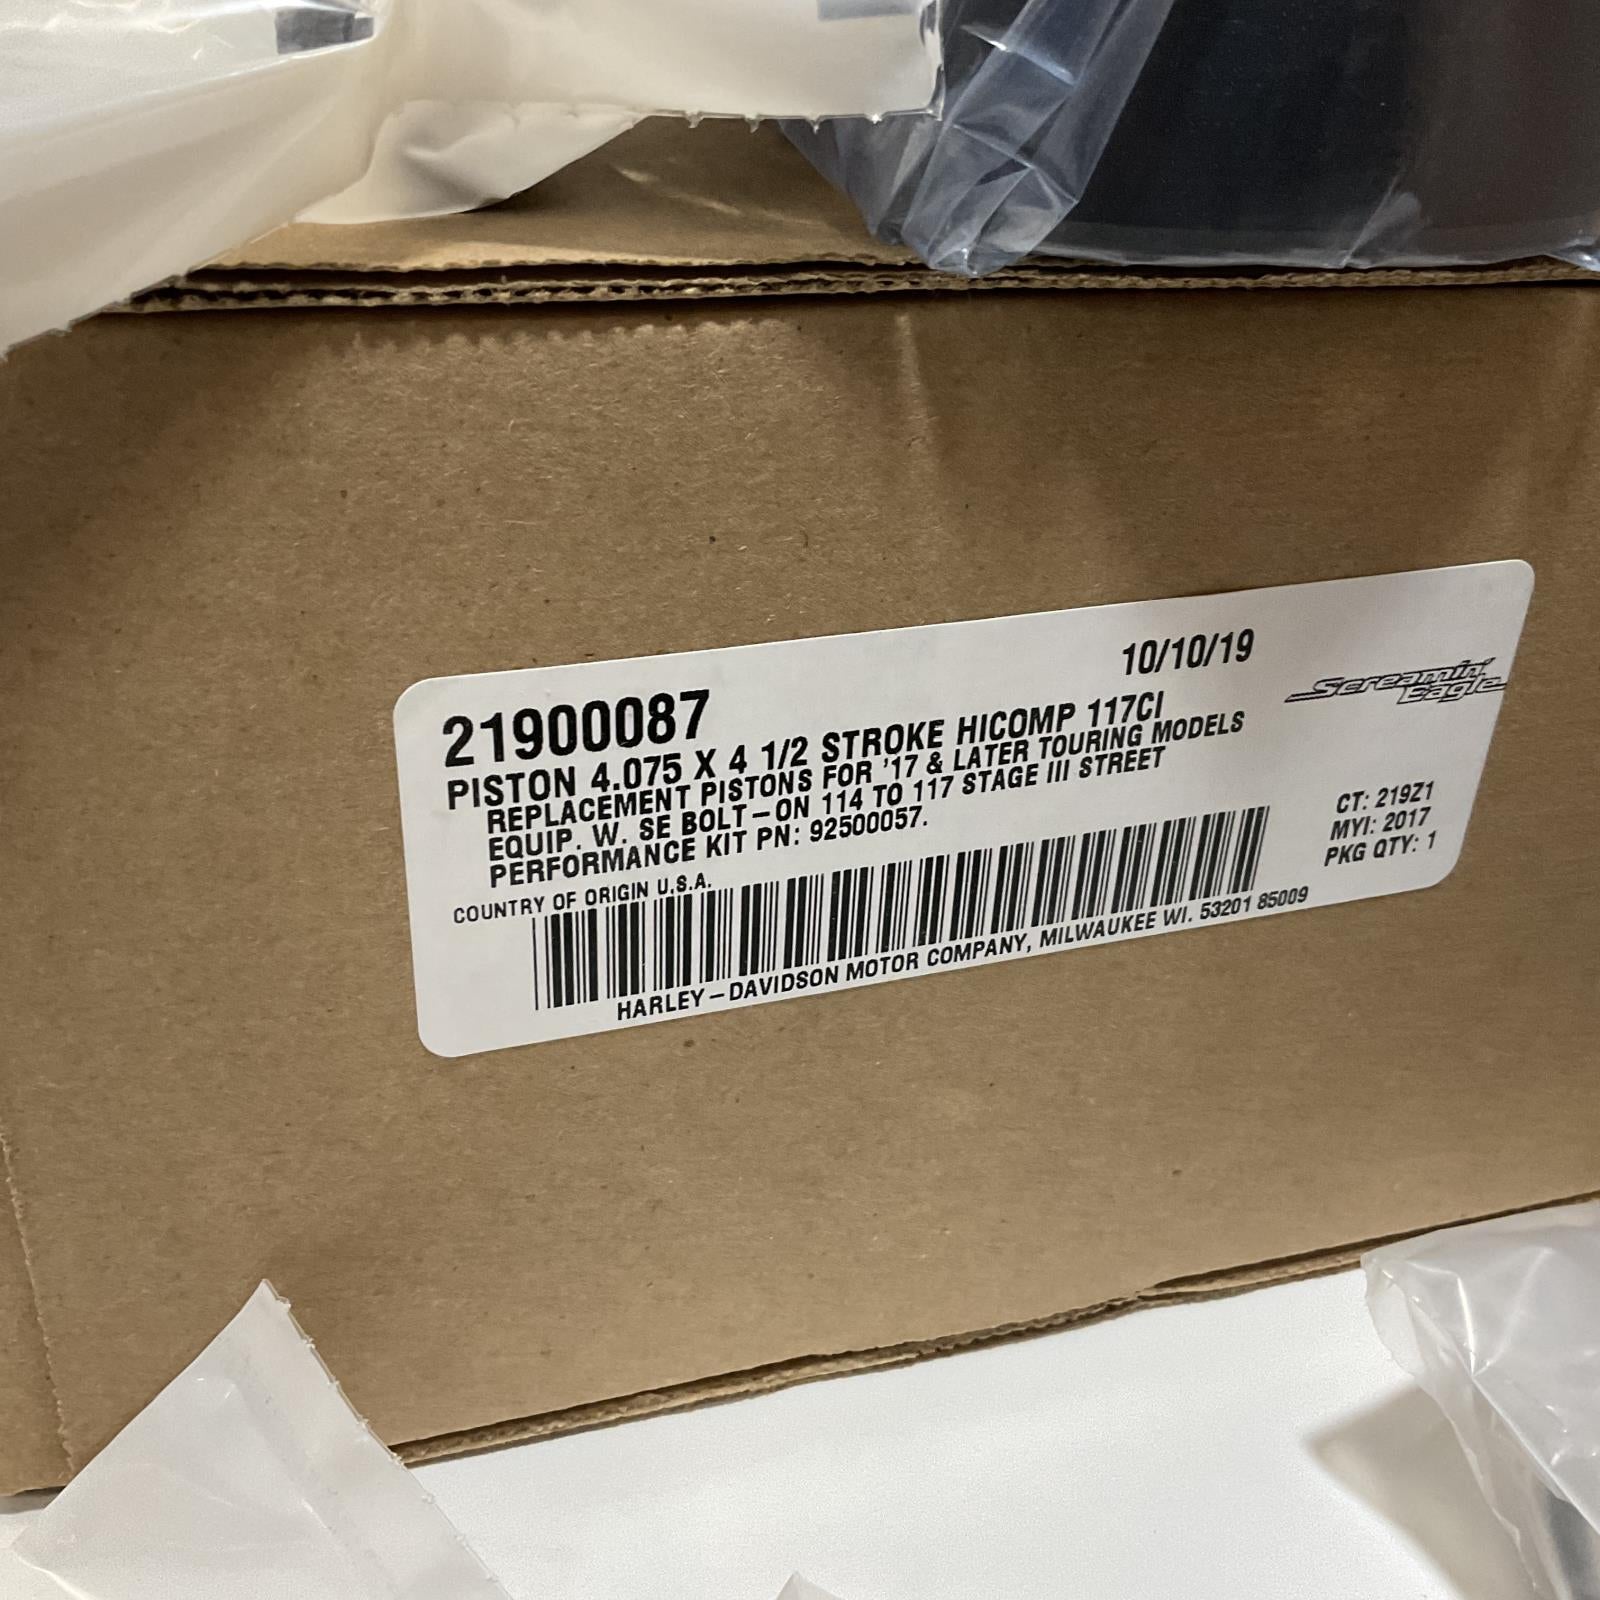 10/10/19
Screamin'
Eagle
21900087
PISTON 4.075 X 4 1/2 STROKE HICOMP 117CI
REPLACEMENT PISTONS FOR '17 & LATER TOURING MODELS
EQUIP. W. SE BOLT-ON 114 TO 117 STAGE III STREET
PERFORMANCE KIT PN: 92500057.
CT: 219Z1
MYI: 2017
PKG QTY: 1
COUNTRY OF ORIGIN U.S.A.
HARLEY-DAVIDSON MOTOR COMPANY, MILWAUKEE WI. 53201 85009